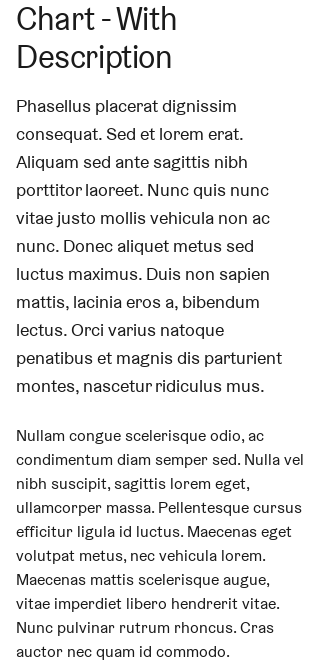 Chart - With
Description
Phasellus placerat dignissim
consequat. Sed et lorem erat.
Aliquam sed ante sagittis nibh
porttitor laoreet. Nunc quis nunc
vitae justo mollis vehicula non ac
nunc. Donec aliquet metus sed
luctus maximus. Duis non sapien
mattis, lacinia eros a, bibendum
lectus. Orci varius natoque
penatibus et magnis dis parturient
montes, nascetur ridiculus mus.
Nullam congue scelerisque odio, ac
condimentum diam semper sed. Nulla vel
nibh suscipit, sagittis lorem eget,
ullamcorper massa. Pellentesque cursus
efficitur ligula id luctus. Maecenas eget
volutpat metus, nec vehicula lorem.
Maecenas mattis scelerisque augue,
vitae imperdiet libero hendrerit vitae.
Nunc pulvinar rutrum rhoncus. Cras
auctor nec quam id commodo.